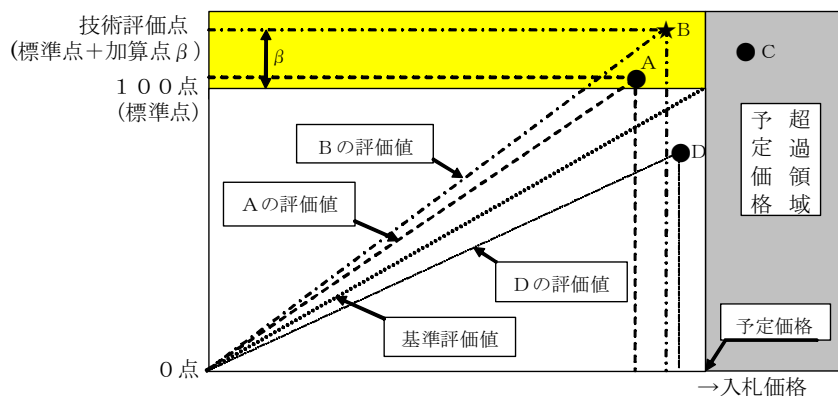 技術評価点
(標準点+加算点β)
β
B
C
A
100点
(標準点)
予定価格
超過領域
Bの評価値
D
Aの評価値
Dの評価値
基準評価値
予定価格
0点
→入札価格